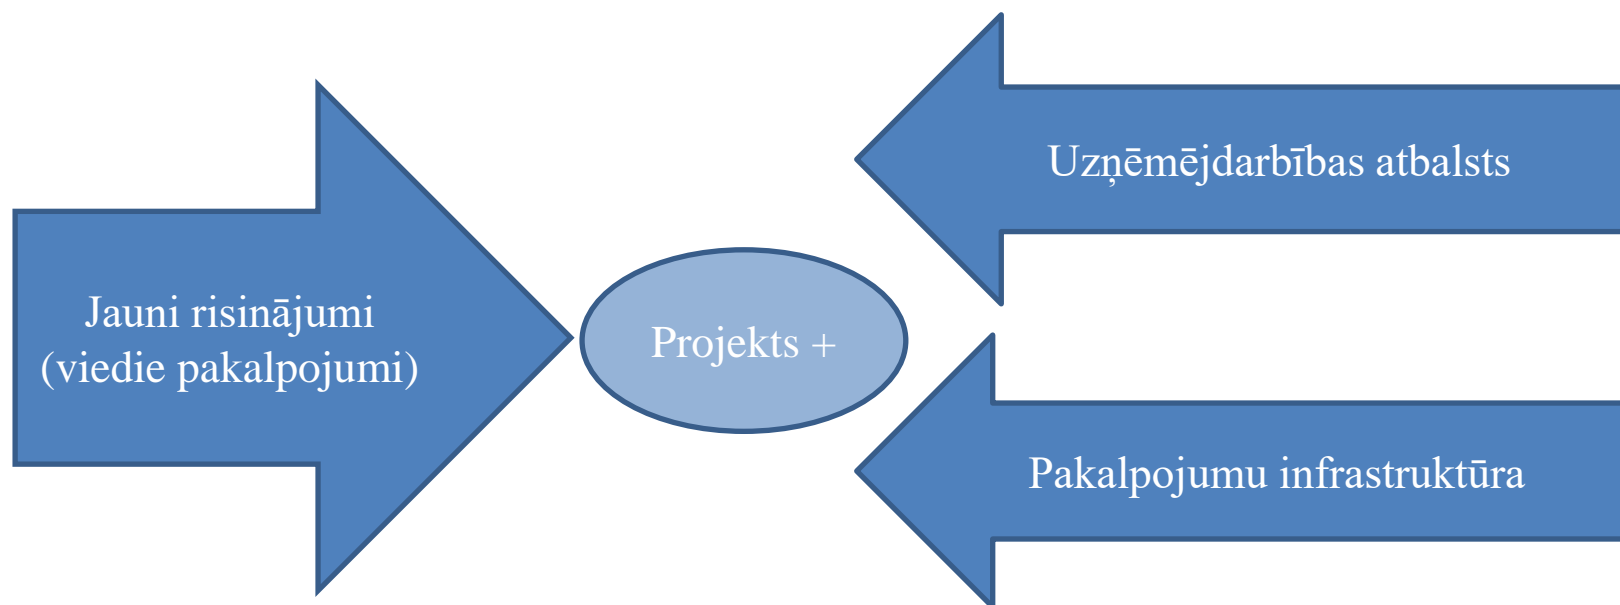 Jauni risinājumi
(viedie pakalpojumi)
Projekts +
Uzņēmējdarbības atbalsts
Pakalpojumu infrastruktūra